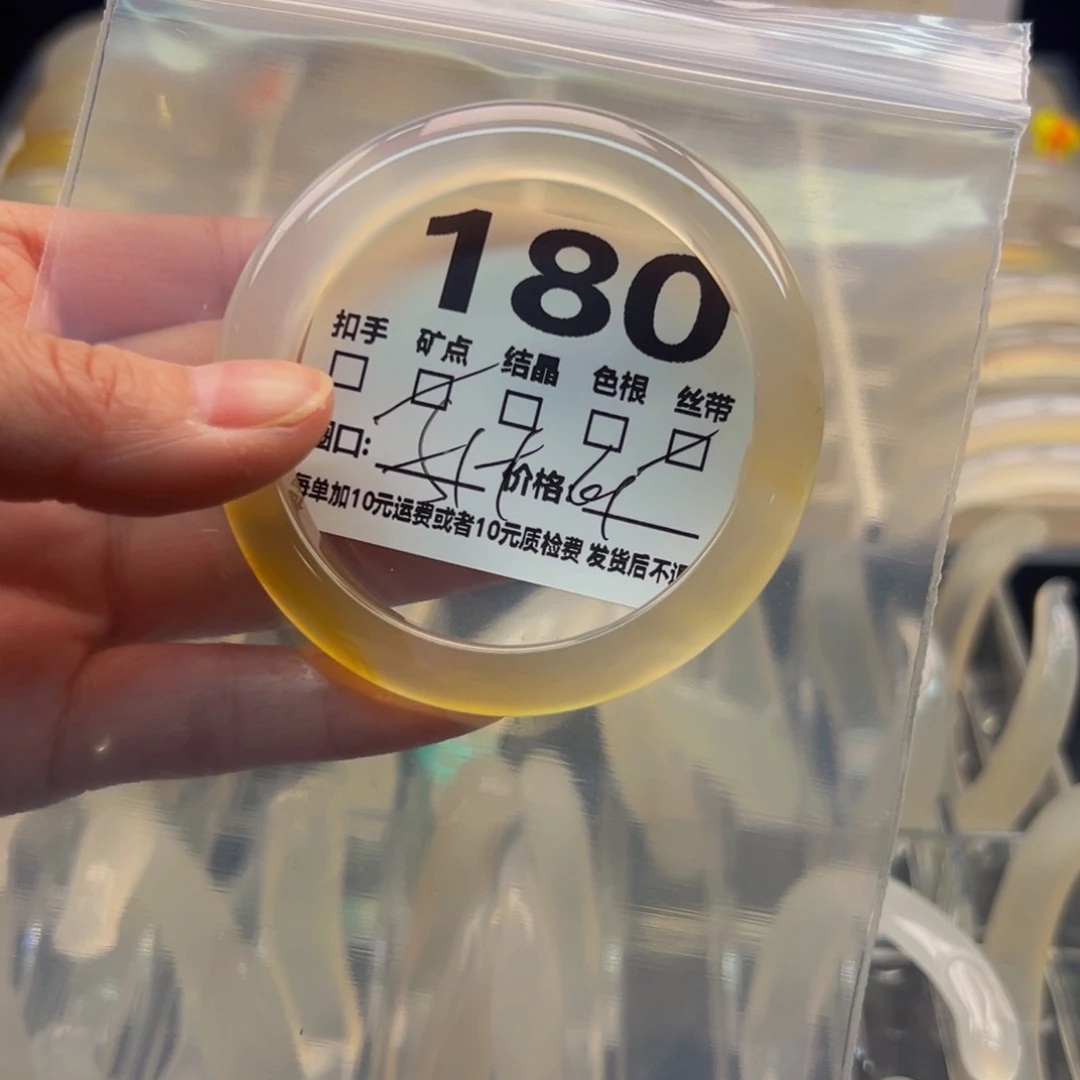 180
扣手 矿点 结晶 色根 丝带
圈口: 价格:
每单加10元运费或者10元质检费 发货后不退